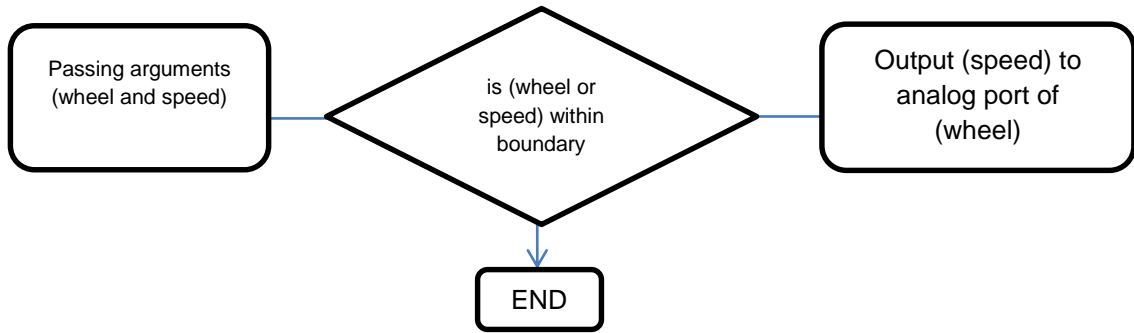 Passing arguments
(wheel and speed)
is (wheel or
speed) within
boundary
Output (speed) to
analog port of
(wheel)
END